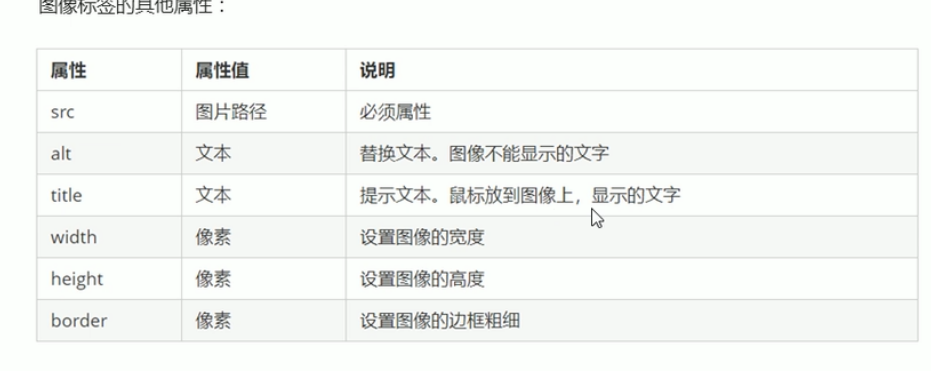 图像标签的其他属性：
属性 属性值 说明
src 图片路径 必须属性
alt 文本 替换文本。图像不能显示的文字
title 文本 提示文本。鼠标放到图像上，显示的文字
width 像素 设置图像的宽度
height 像素 设置图像的高度
border 像素 设置图像的边框粗细